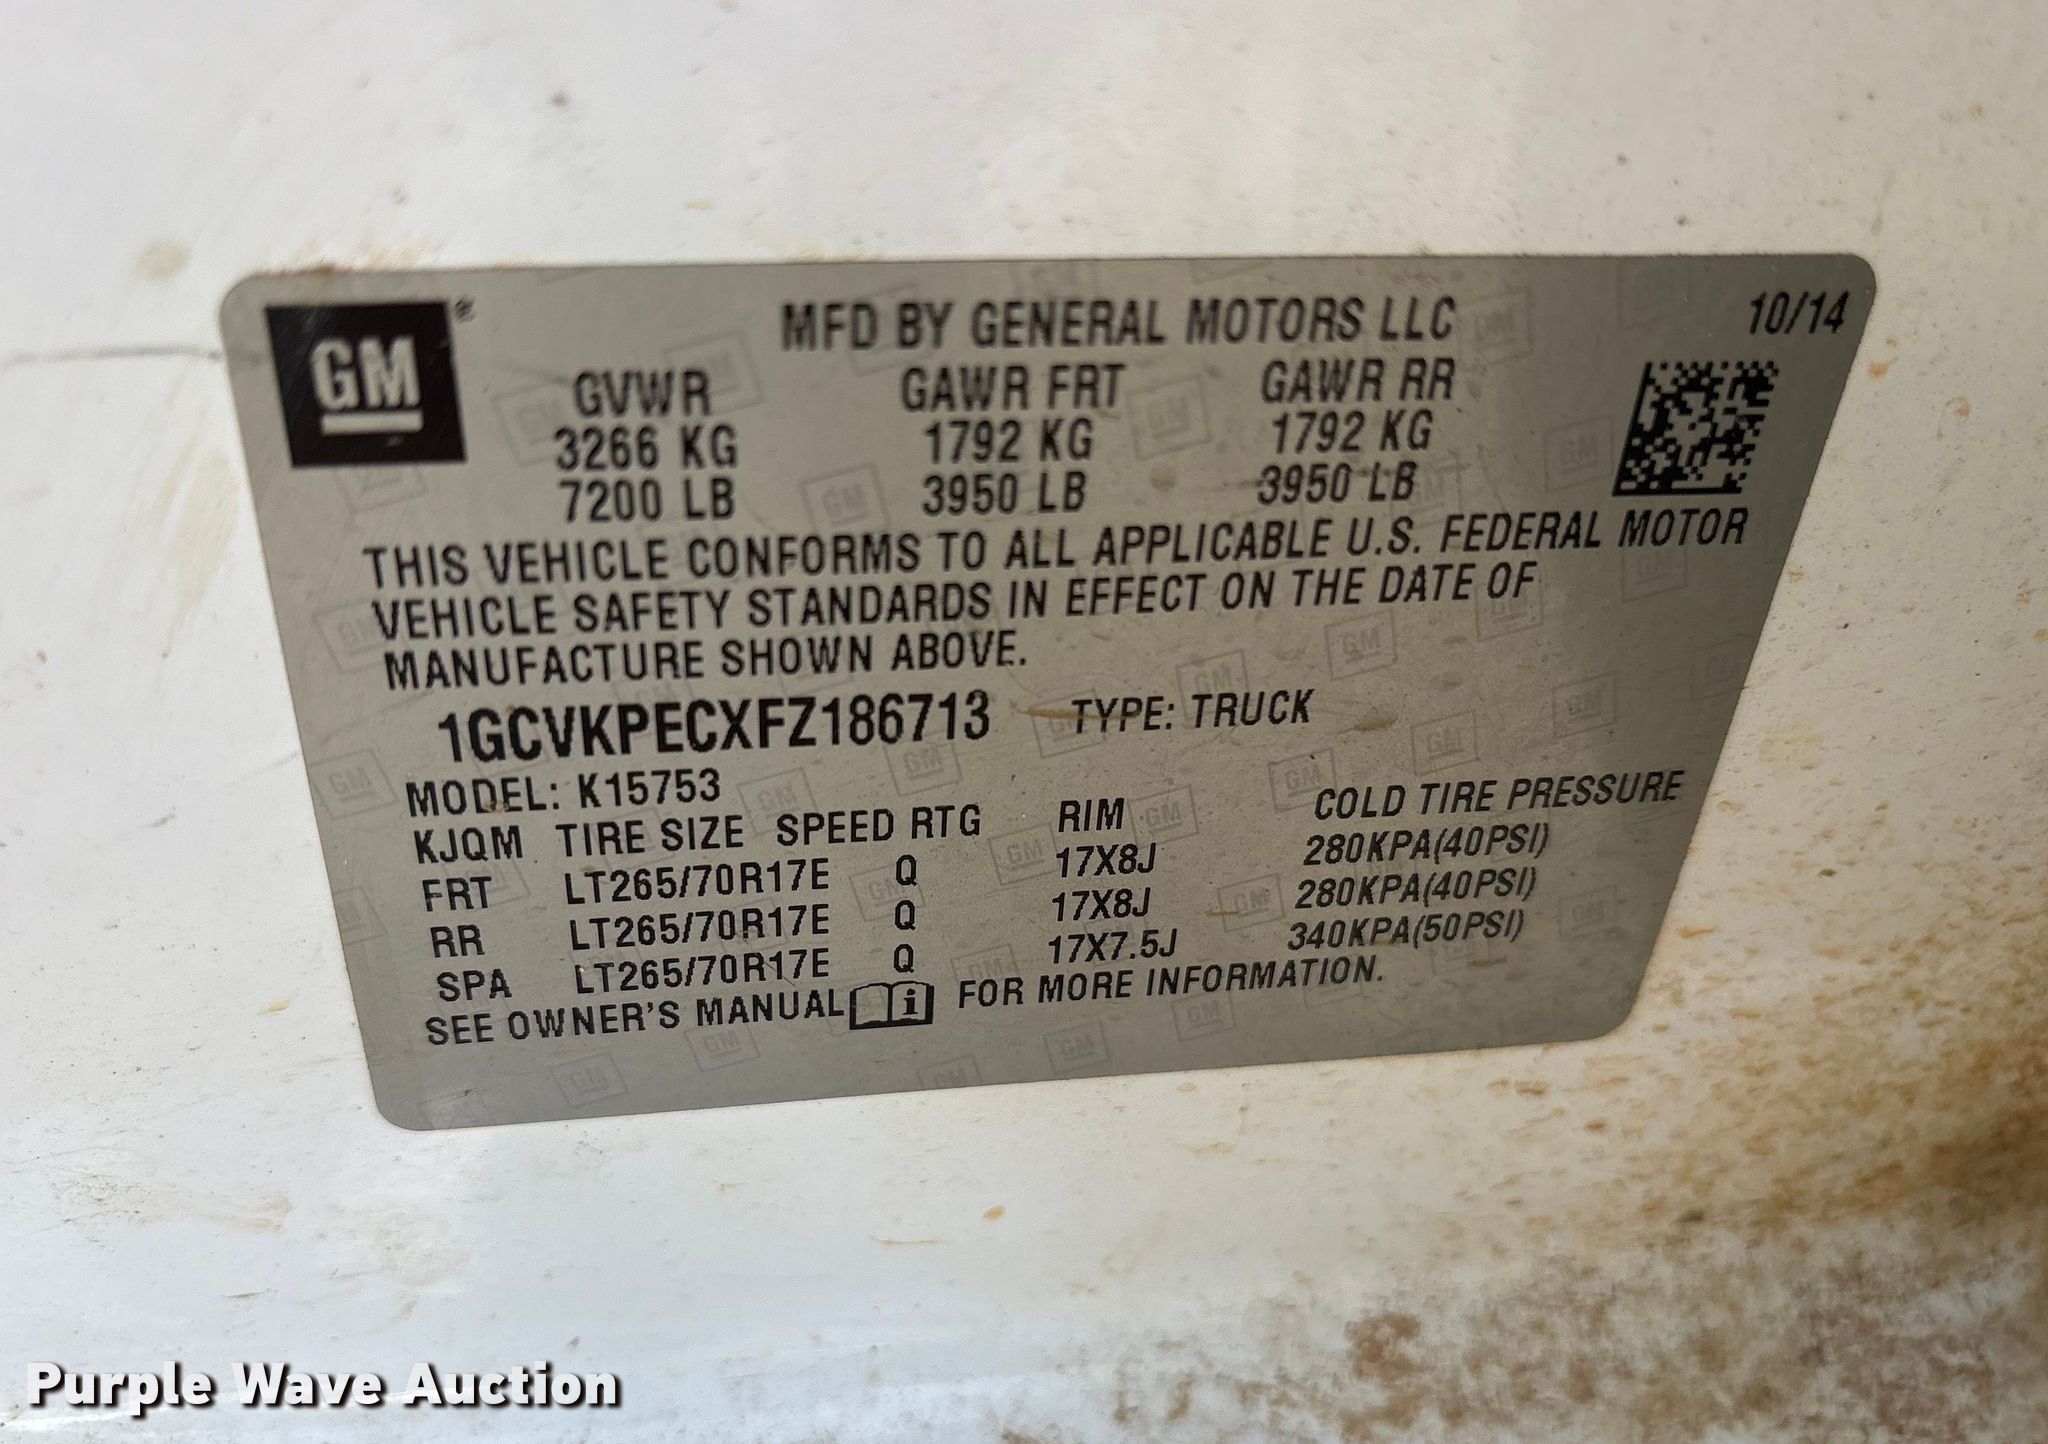 GM®
MFD BY GENERAL MOTORS LLC 10/14
GVWR GAWR FRT GAWR RR
3266 KG 1792 KG 1792 KG
7200 LB 3950 LB 3950 LB
THIS VEHICLE CONFORMS TO ALL APPLICABLE U.S. FEDERAL MOTOR
VEHICLE SAFETY STANDARDS IN EFFECT ON THE DATE OF
MANUFACTURE SHOWN ABOVE.
1GCVKPECXFZ186713 TYPE: TRUCK
MODEL: K15753
KJQM TIRE SIZE SPEED RTG RIM COLD TIRE PRESSURE
FRT LT265/70R17E Q 17X8J 280KPA(40PSI)
RR LT265/70R17E Q 17X8J 280KPA(40PSI)
SPA LT265/70R17E Q 17X7.5J 340KPA(50PSI)
SEE OWNER'S MANUAL i FOR MORE INFORMATION.
Purple Wave Auction